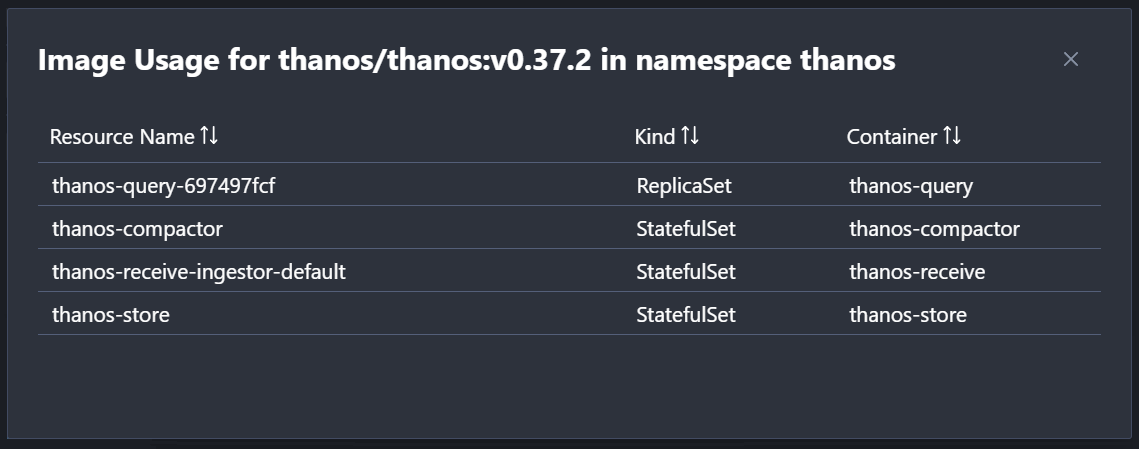 Image Usage for thanos/thanos:v0.37.2 in namespace thanos
Resource Name Kind Container
thanos-query-697497fcf ReplicaSet thanos-query
thanos-compactor StatefulSet thanos-compactor
thanos-receive-ingestor-default StatefulSet thanos-receive
thanos-store StatefulSet thanos-store